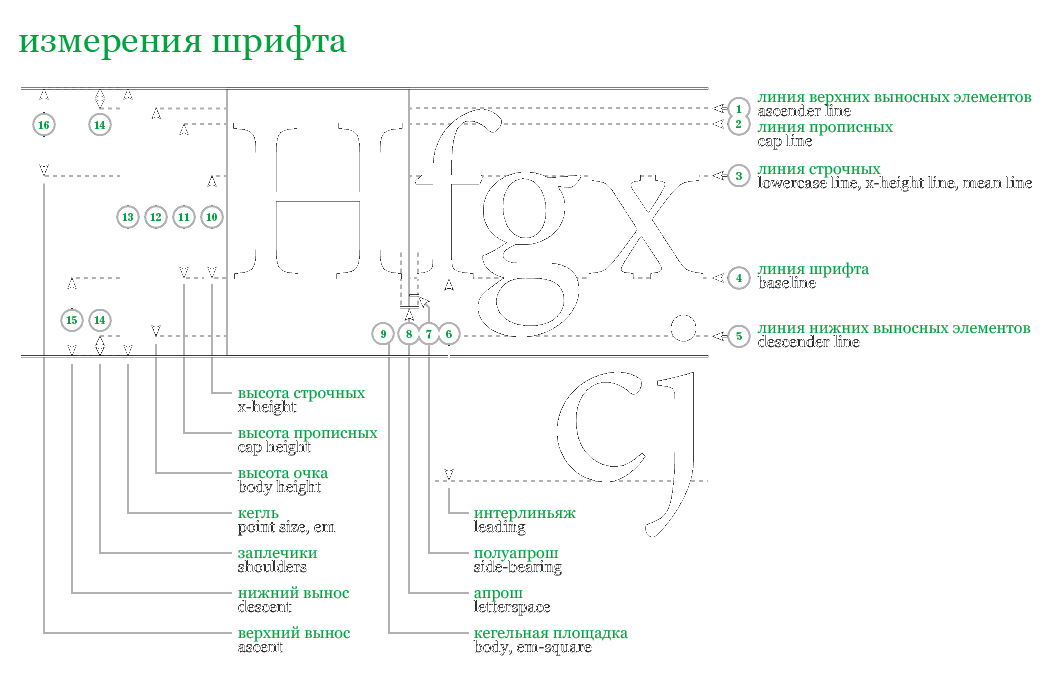 измерения шрифта
1
линия верхних выносных элементов
ascender line
2
линия прописных
cap line
16
14
3
линия строчных
lowercase line, x-height line, mean line
13
12
11
10
Hfgx.
4
линия шрифта
baseline
15
14
9
8
7
6
5
линия нижних выносных элементов
descender line
cj
высота строчных
x-height
высота прописных
cap height
высота очка
body height
кегль
point size, em
заплечики
shoulders
нижний вынос
descent
верхний вынос
ascent
интерлиньяж
leading
полуапрош
side-bearing
апрош
letterspace
кегельная площадка
body, em-square